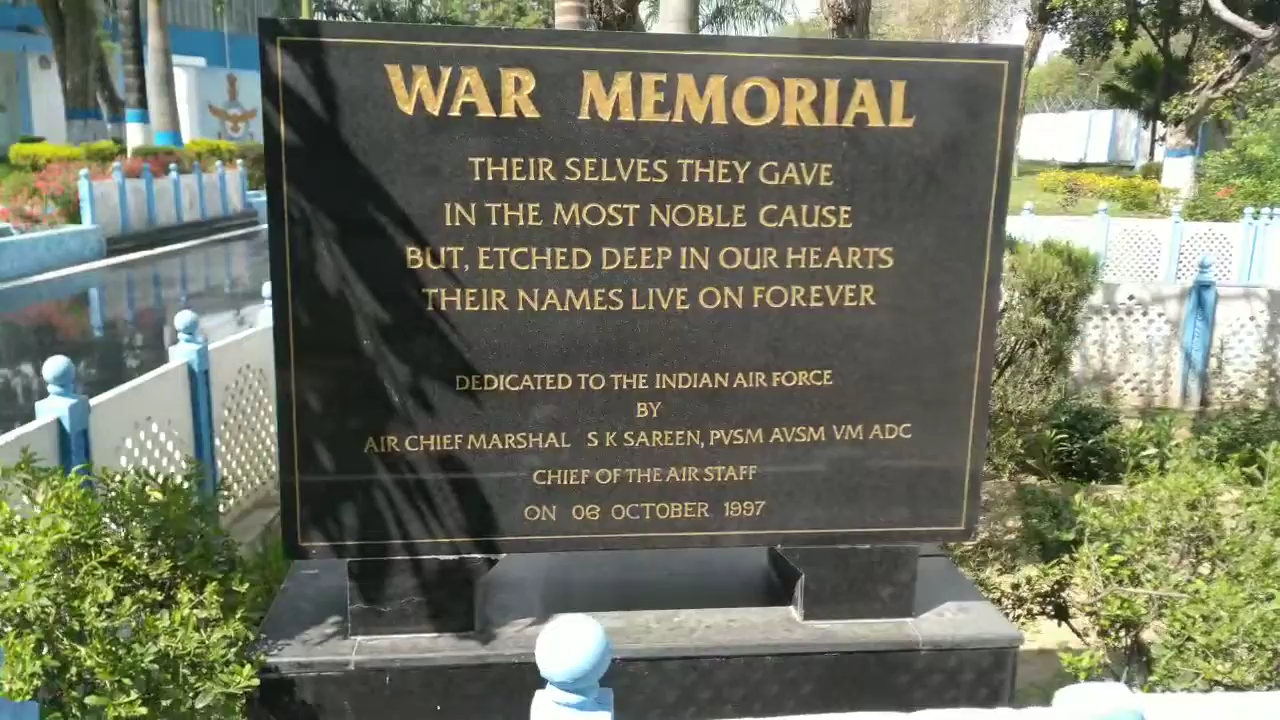 WAR MEMORIAL
THEIR SELVES THEY GAVE
IN THE MOST NOBLE CAUSE
BUT, ETCHED DEEP IN OUR HEARTS
THEIR NAMES LIVE ON FOREVER
DEDICATED TO THE INDIAN AIR FORCE
BY
AIR CHIEF MARSHAL S K SAREEN, PVSM AVSM VM ADC
CHIEF OF THE AIR STAFF
ON 06 OCTOBER 1997